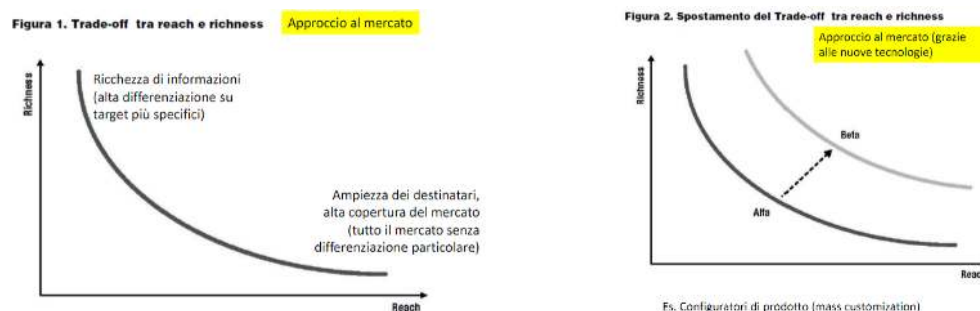 Figura 1. Trade-off tra reach e richness
Approccio al mercato
Richness
Ricchezza di informazioni
(alta differenziazione su
target più specifici)
Ampiezza dei destinatari,
alta copertura del mercato
(tutto il mercato senza
differenziazione particolare)
Reach
Figura 2. Spostamento del Trade-off tra reach e richness
Approccio al mercato (grazie
alle nuove tecnologie)
Richness
Beta
Alfa
Reach
Es. Configuratori di prodotto (mass customization)